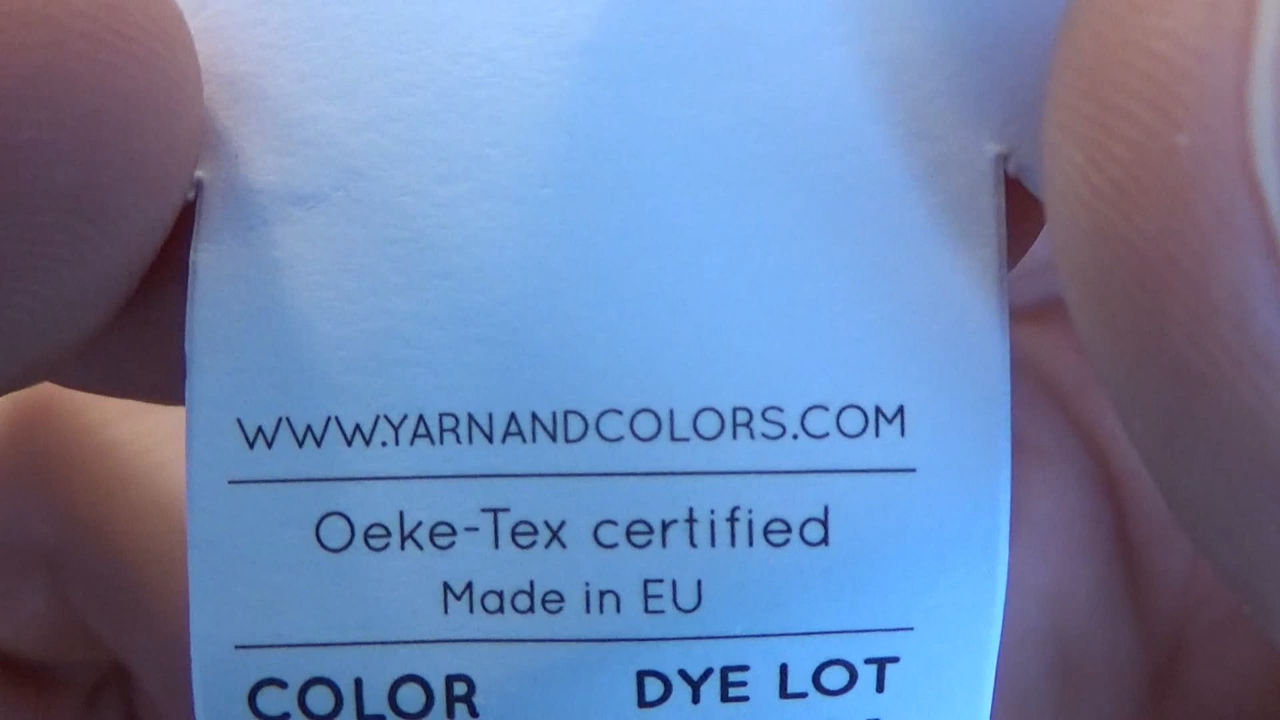 WWW.YARNANDCOLORS.COM
Oeke-Tex certified
Made in EU
COLOR DYE LOT